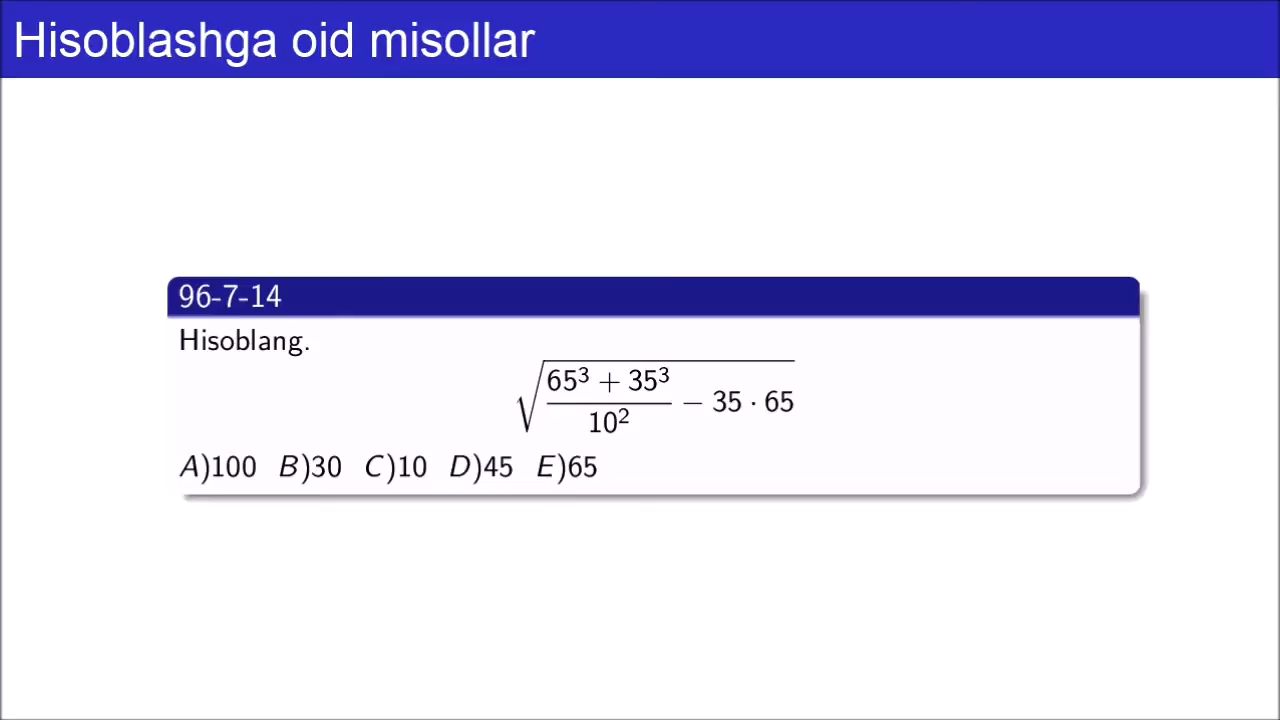 Hisoblashga oid misollar
96-7-14
Hisoblang.
√((65³ + 35³)/10² − 35 · 65)
A)100 B)30 C)10 D)45 E)65